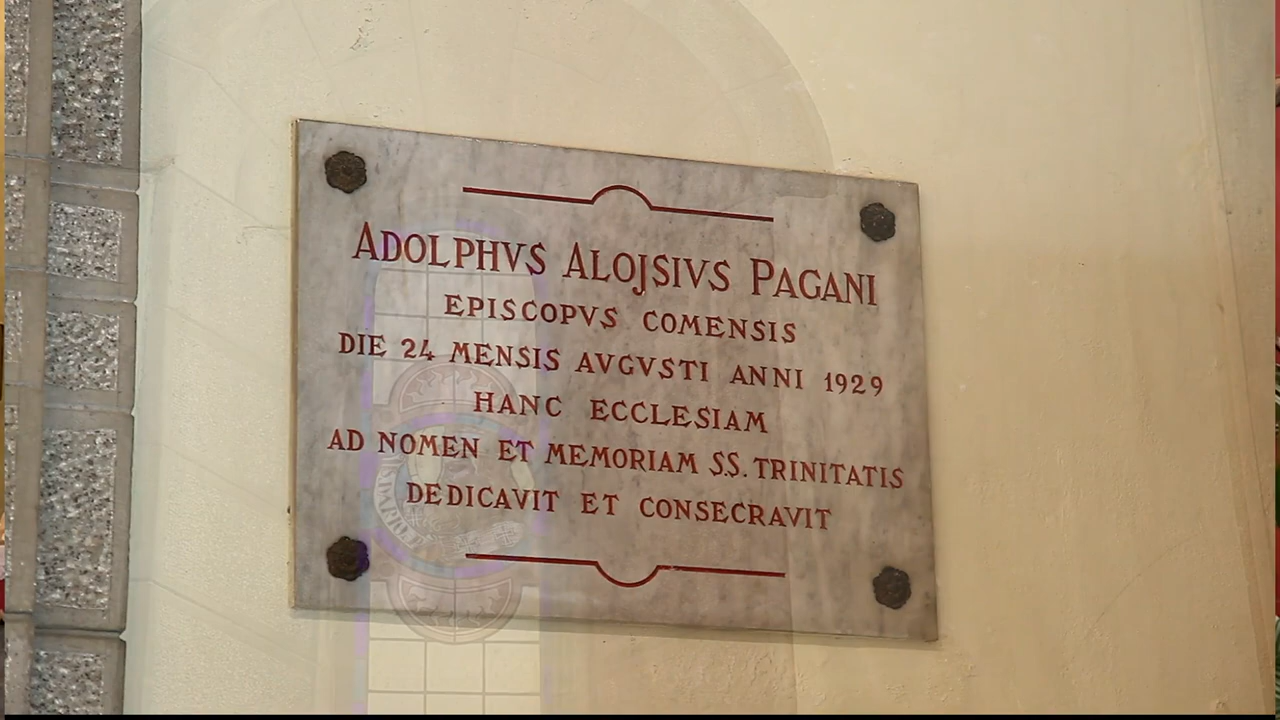 ADOLPHVS ALOJSIVS PAGANI
EPISCOPVS COMENSIS
DIE 24 MENSIS AVGVSTI ANNI 1929
HANC ECCLESIAM
AD NOMEN ET MEMORIAM S.S. TRINITATIS
DEDICAVIT ET CONSECRAVIT